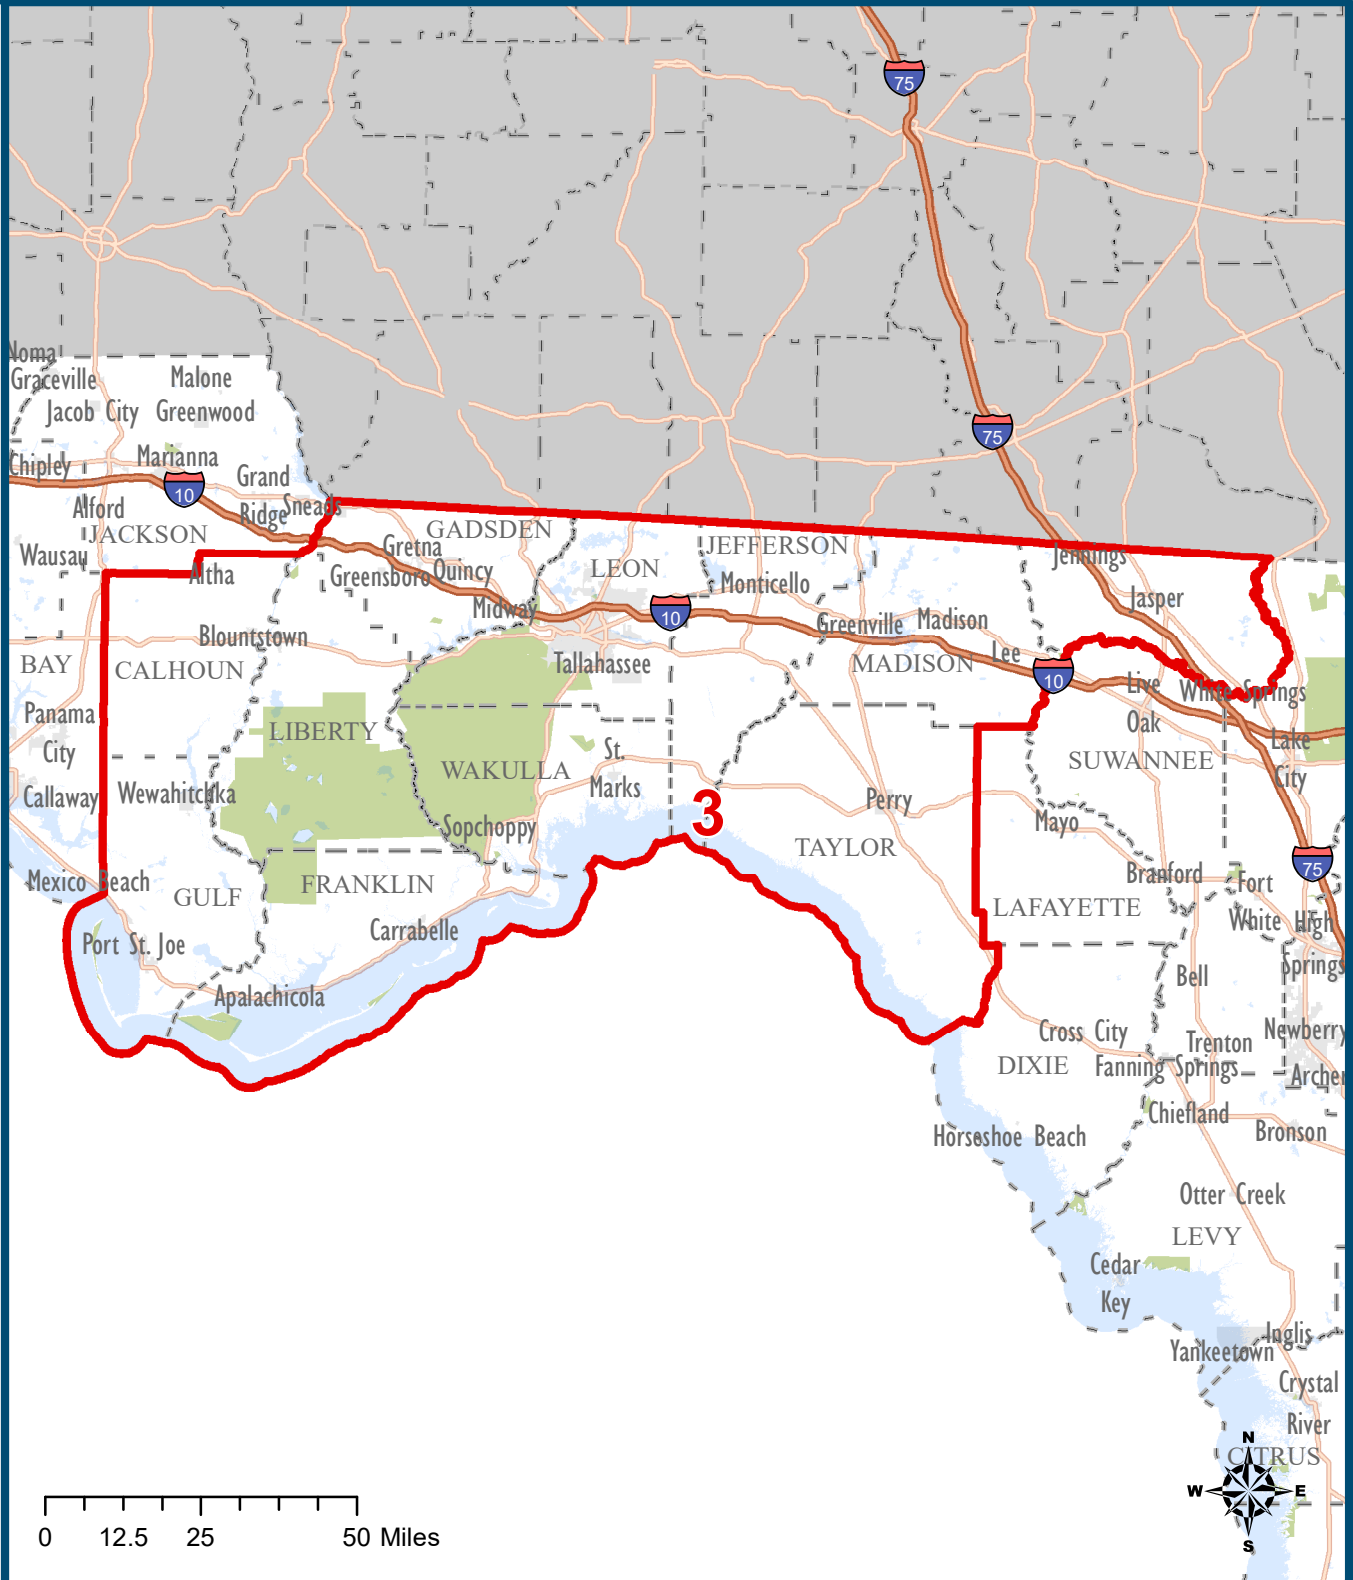 75
Noma
Graceville
Malone
Jacob City
Greenwood
75
Chipley
Marianna
Grand
Ridge
10
Sneads
Alford
JACKSON
GADSDEN
JEFFERSON
Wausau
Altha
Gretna
Greensboro
Quincy
LEON
Monticello
Jennings
Midway
10
Jasper
Greenville
Madison
Blountstown
Tallahassee
MADISON
Lee
10
BAY
CALHOUN
Live
Oak
White Springs
Panama
City
LIBERTY
WAKULLA
St.
Marks
SUWANNEE
Lake
City
Callaway
Wewahitchka
Sopchoppy
3
Perry
Mayo
TAYLOR
75
Mexico Beach
GULF
FRANKLIN
Branford
Fort
White
LAFAYETTE
High
Springs
Port St. Joe
Carrabelle
Bell
Apalachicola
Cross City
Trenton
Newberry
DIXIE
Fanning Springs
Archer
Chiefland
Horseshoe Beach
Bronson
Otter Creek
LEVY
Cedar
Key
Inglis
Yankeetown
Crystal
River
CITRUS
N
W
E
S
0 12.5 25 50 Miles